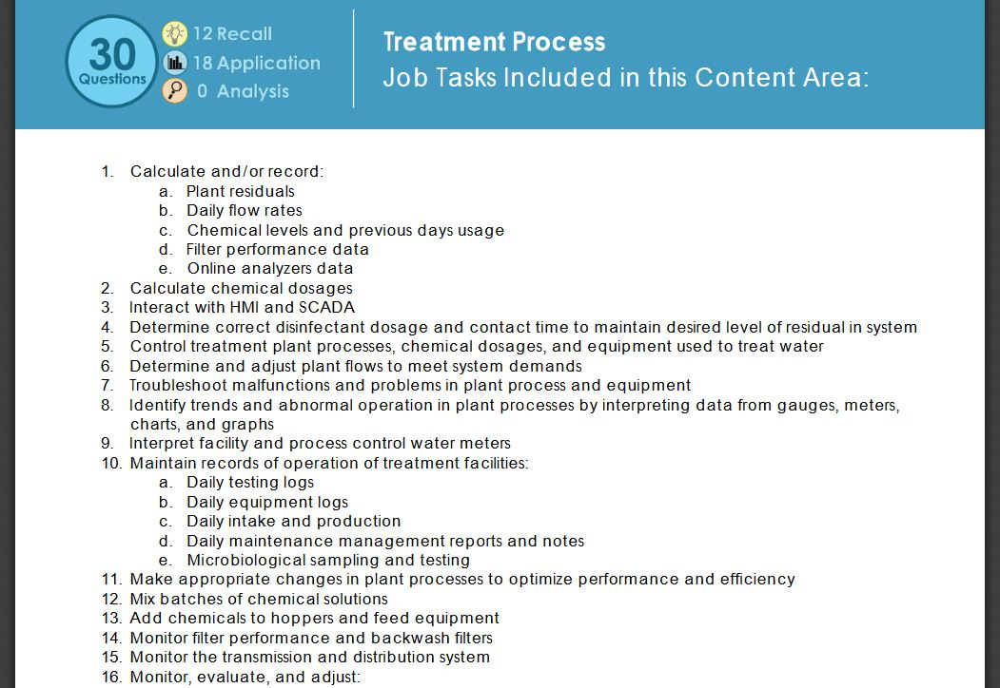 30
Questions
12 Recall
18 Application
0 Analysis
Treatment Process
Job Tasks Included in this Content Area:
1. Calculate and/or record:
a. Plant residuals
b. Daily flow rates
c. Chemical levels and previous days usage
d. Filter performance data
e. Online analyzers data
2. Calculate chemical dosages
3. Interact with HMI and SCADA
4. Determine correct disinfectant dosage and contact time to maintain desired level of residual in system
5. Control treatment plant processes, chemical dosages, and equipment used to treat water
6. Determine and adjust plant flows to meet system demands
7. Troubleshoot malfunctions and problems in plant process and equipment
8. Identify trends and abnormal operation in plant processes by interpreting data from gauges, meters,
charts, and graphs
9. Interpret facility and process control water meters
10. Maintain records of operation of treatment facilities:
a. Daily testing logs
b. Daily equipment logs
c. Daily intake and production
d. Daily maintenance management reports and notes
e. Microbiological sampling and testing
11. Make appropriate changes in plant processes to optimize performance and efficiency
12. Mix batches of chemical solutions
13. Add chemicals to hoppers and feed equipment
14. Monitor filter performance and backwash filters
15. Monitor the transmission and distribution system
16. Monitor, evaluate, and adjust: